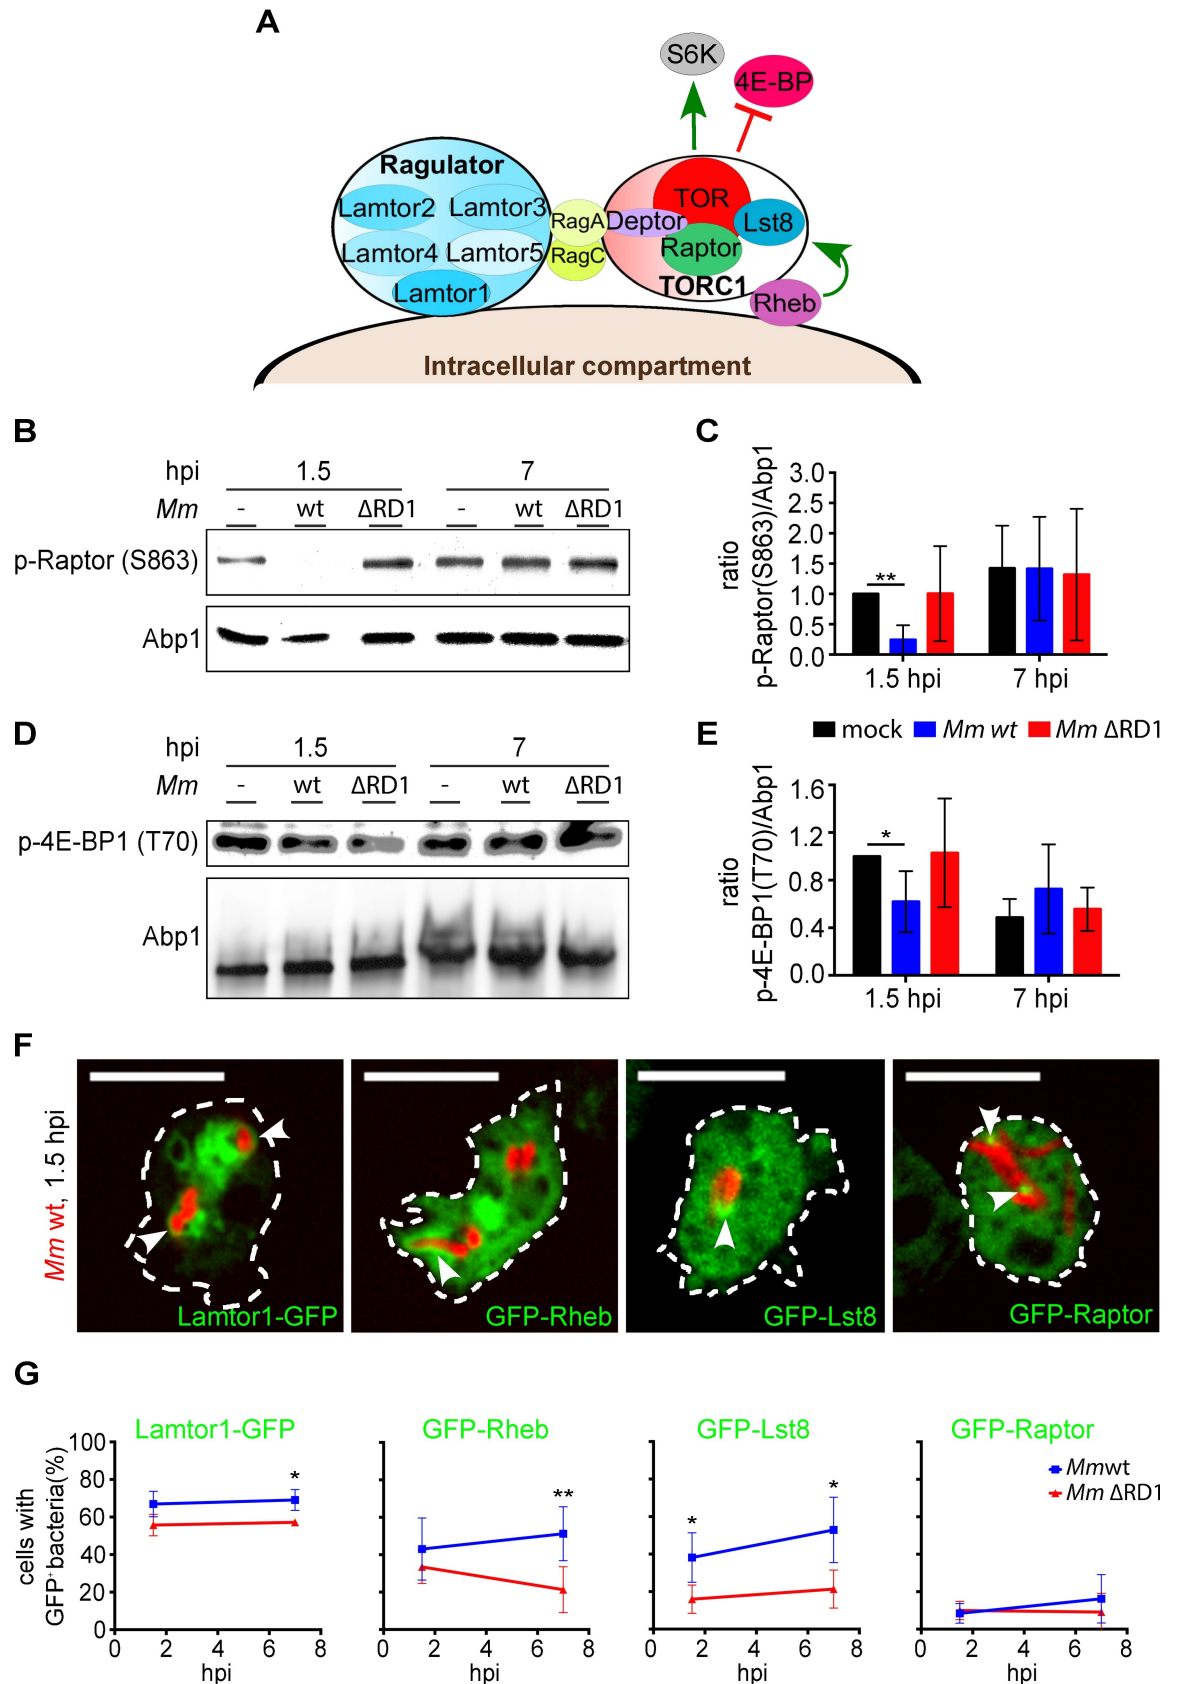 A
S6K
4E-BP
Ragulator
Lamtor2 Lamtor3
Lamtor4 Lamtor5
Lamtor1
RagA
RagC
TOR
Deptor
Lst8
Raptor
TORC1
Rheb
Intracellular compartment
B
hpi 1.5 7
Mm - wt ΔRD1 - wt ΔRD1
p-Raptor (S863)
Abp1
C
ratio
p-Raptor(S863)/Abp1
3.0
2.5
2.0
1.5
1.0
0.5
0.0
**
1.5 hpi 7 hpi
mock Mm wt Mm ΔRD1
D
hpi 1.5 7
Mm - wt ΔRD1 - wt ΔRD1
p-4E-BP1 (T70)
Abp1
E
ratio
p-4E-BP1(T70)/Abp1
1.6
1.2
0.8
0.4
0.0
*
1.5 hpi 7 hpi
F
Mm wt, 1.5 hpi
Lamtor1-GFP
GFP-Rheb
GFP-Lst8
GFP-Raptor
G
cells with
GFP+ bacteria(%)
Lamtor1-GFP
100
80
60
40
20
0
*
0 2 4 6 8
hpi
GFP-Rheb
**
0 2 4 6 8
hpi
GFP-Lst8
*
*
0 2 4 6 8
hpi
GFP-Raptor
Mmwt
Mm ΔRD1
0 2 4 6 8
hpi